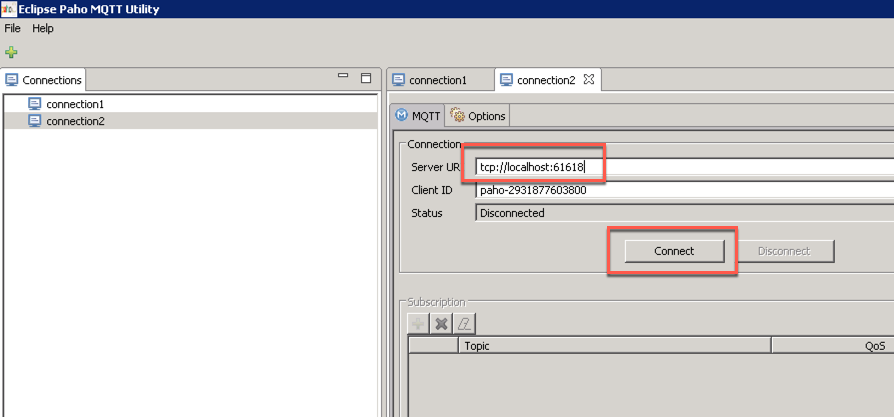 Eclipse Paho MQTT Utility
File Help
Connections
connection1
connection2
connection1 connection2
MQTT Options
Connection
Server UR tcp://localhost:61618
Client ID paho-2931877603800
Status Disconnected
Connect Disconnect
Subscription
Topic QoS